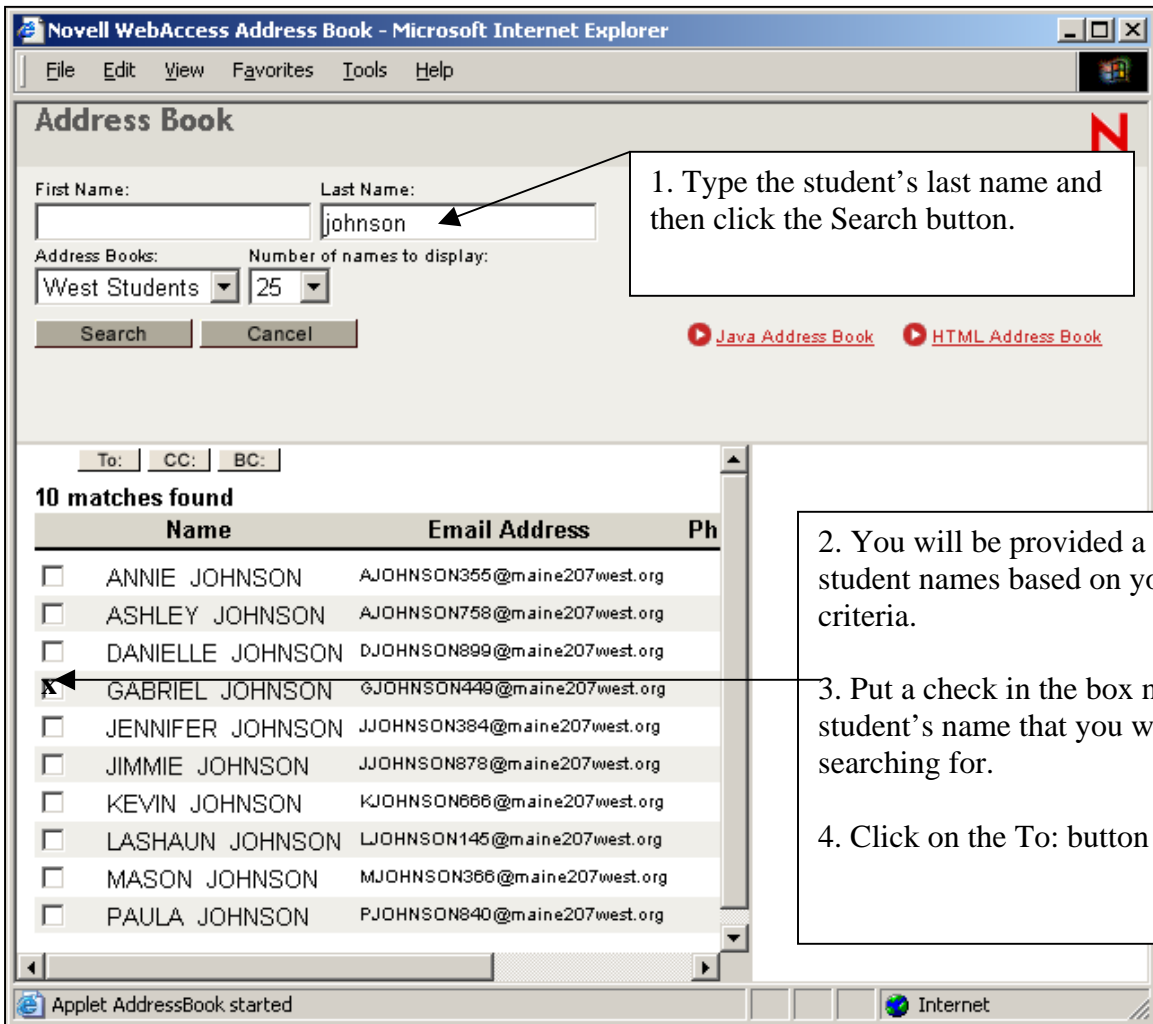 Novell WebAccess Address Book - Microsoft Internet Explorer
File Edit View Favorites Tools Help
Address Book
N
1. Type the student’s last name and
then click the Search button.
First Name: Last Name:
johnson
Address Books: Number of names to display:
West Students 25
Search Cancel Java Address Book HTML Address Book
To: CC: BC:
10 matches found
Name Email Address Ph
ANNIE JOHNSON AJOHNSON355@maine207west.org
ASHLEY JOHNSON AJOHNSON758@maine207west.org
DANIELLE JOHNSON DJOHNSON899@maine207west.org
X GABRIEL JOHNSON GJOHNSON449@maine207west.org
JENNIFER JOHNSON JJOHNSON384@maine207west.org
JIMMIE JOHNSON JJOHNSON878@maine207west.org
KEVIN JOHNSON KJOHNSON666@maine207west.org
LASHAUN JOHNSON LJOHNSON145@maine207west.org
MASON JOHNSON MJOHNSON366@maine207west.org
PAULA JOHNSON PJOHNSON840@maine207west.org
2. You will be provided a
student names based on yo
criteria.
3. Put a check in the box n
student’s name that you w
searching for.
4. Click on the To: button
Applet AddressBook started Internet